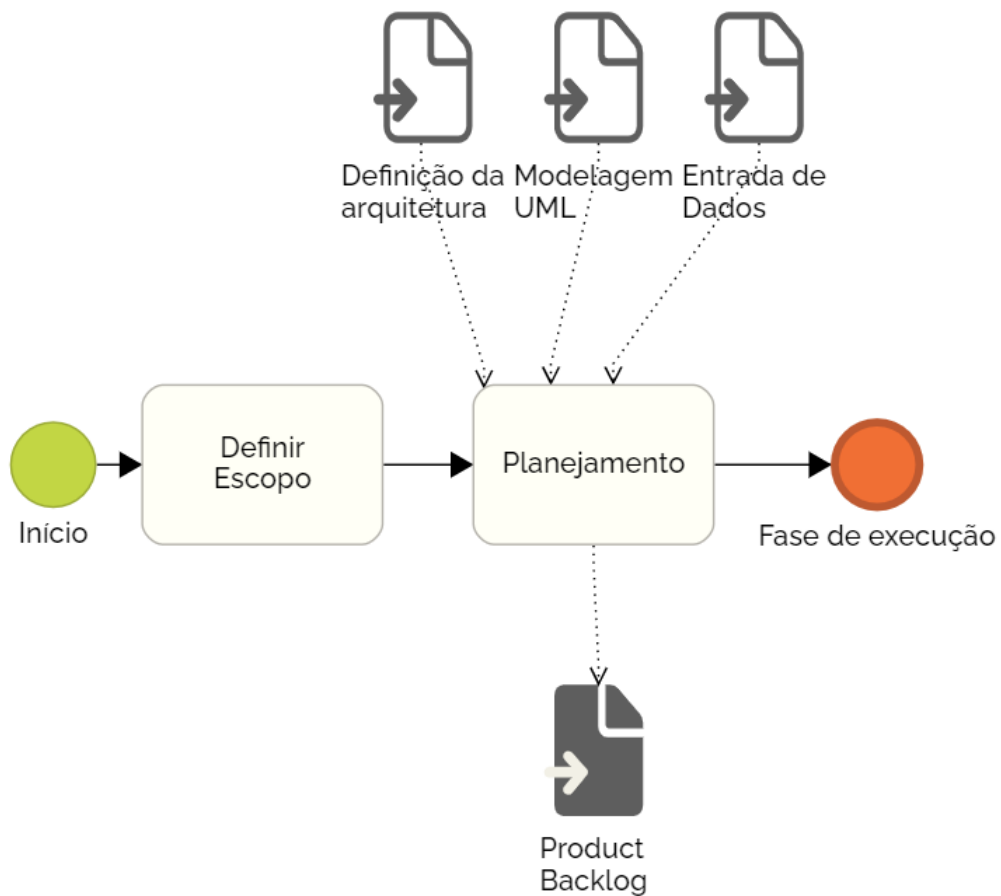 Definição da
arquitetura
Modelagem
UML
Entrada de
Dados
Início
Definir
Escopo
Planejamento
Fase de execução
Product
Backlog